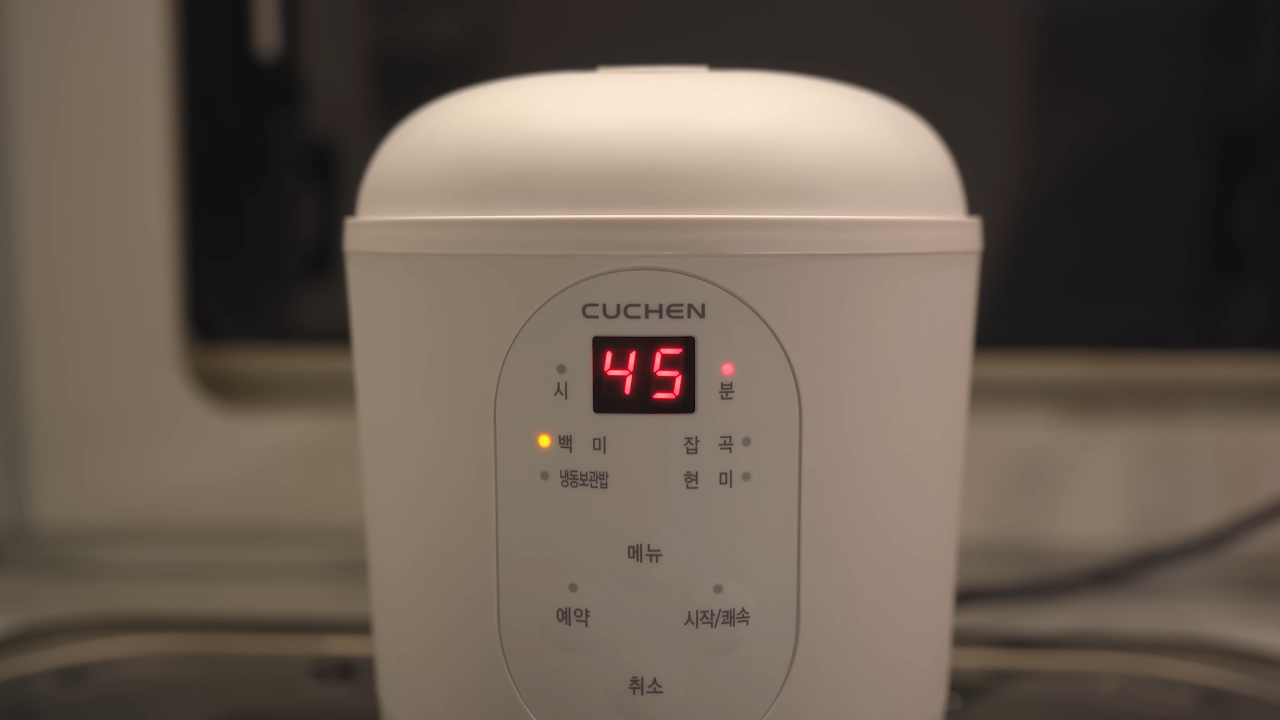 CUCHEN
45
시 분
백 미 잡 곡
냉동보관밥 현 미
메뉴
예약 시작/쾌속
취소